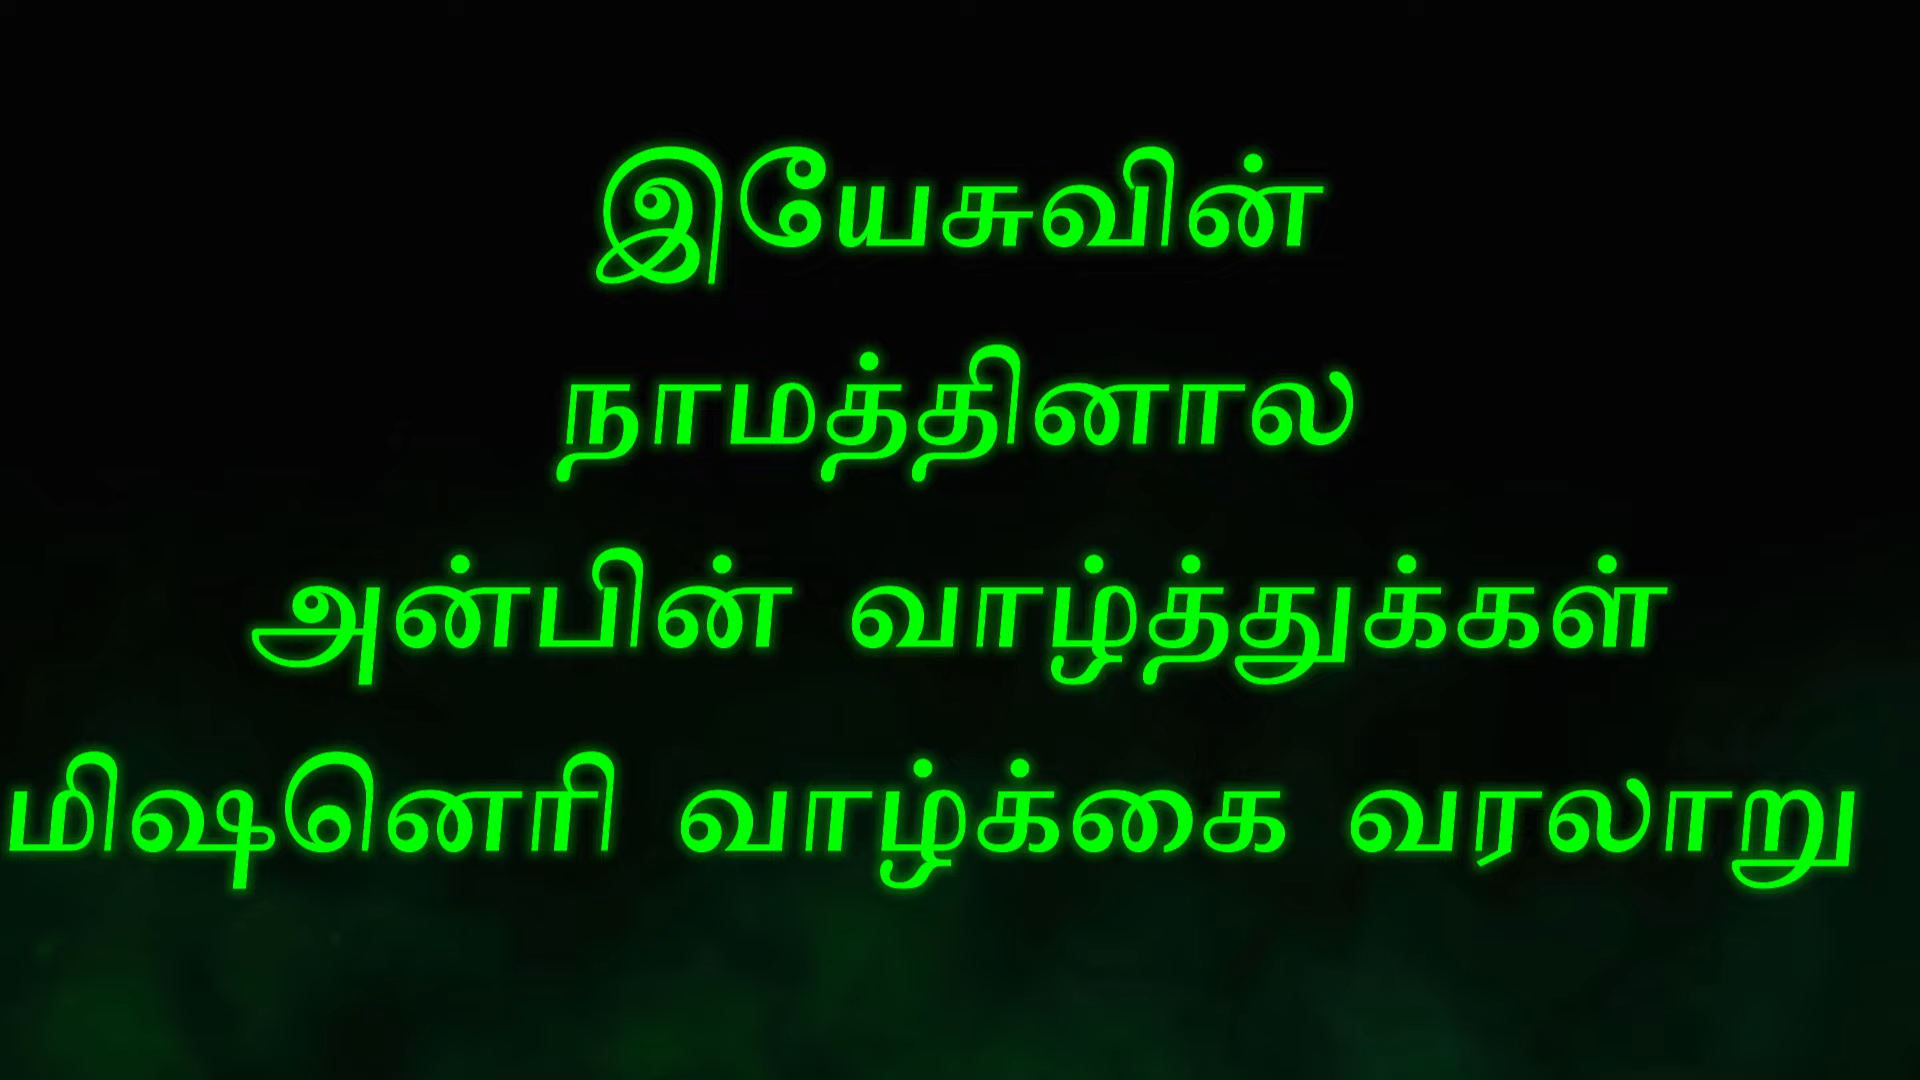 இயேசுவின்
நாமத்தினால
அன்பின் வாழ்த்துக்கள்
மிஷனெரி வாழ்க்கை வரலாறு